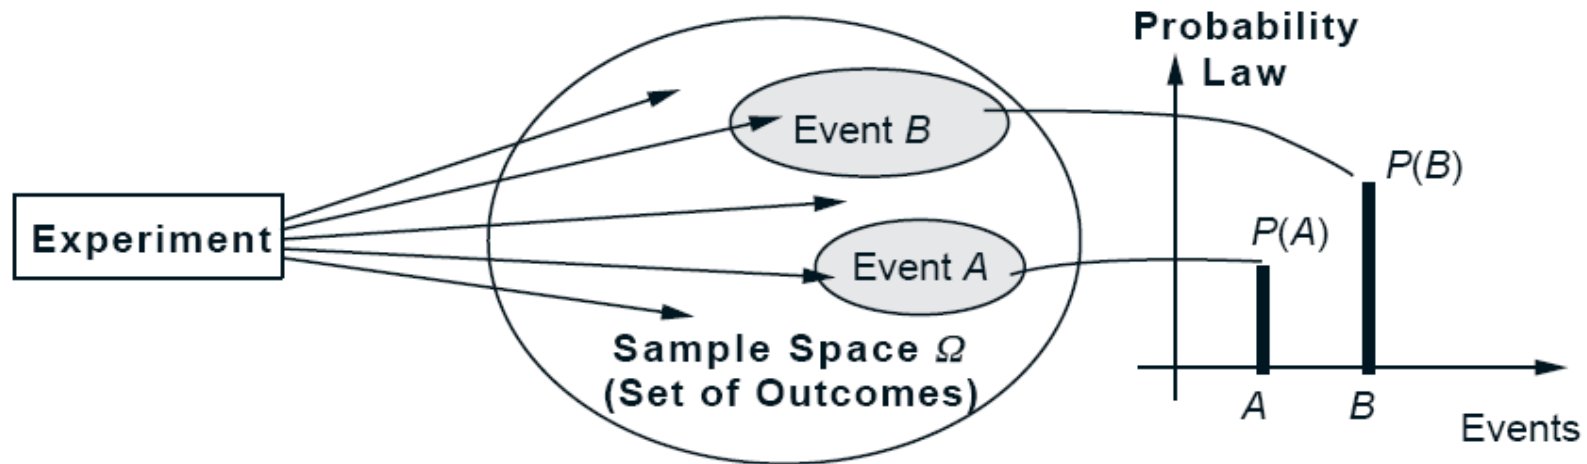 Probability
Law
Event B
P(B)
Experiment
P(A)
Event A
Sample Space Ω
(Set of Outcomes)
A
B
Events